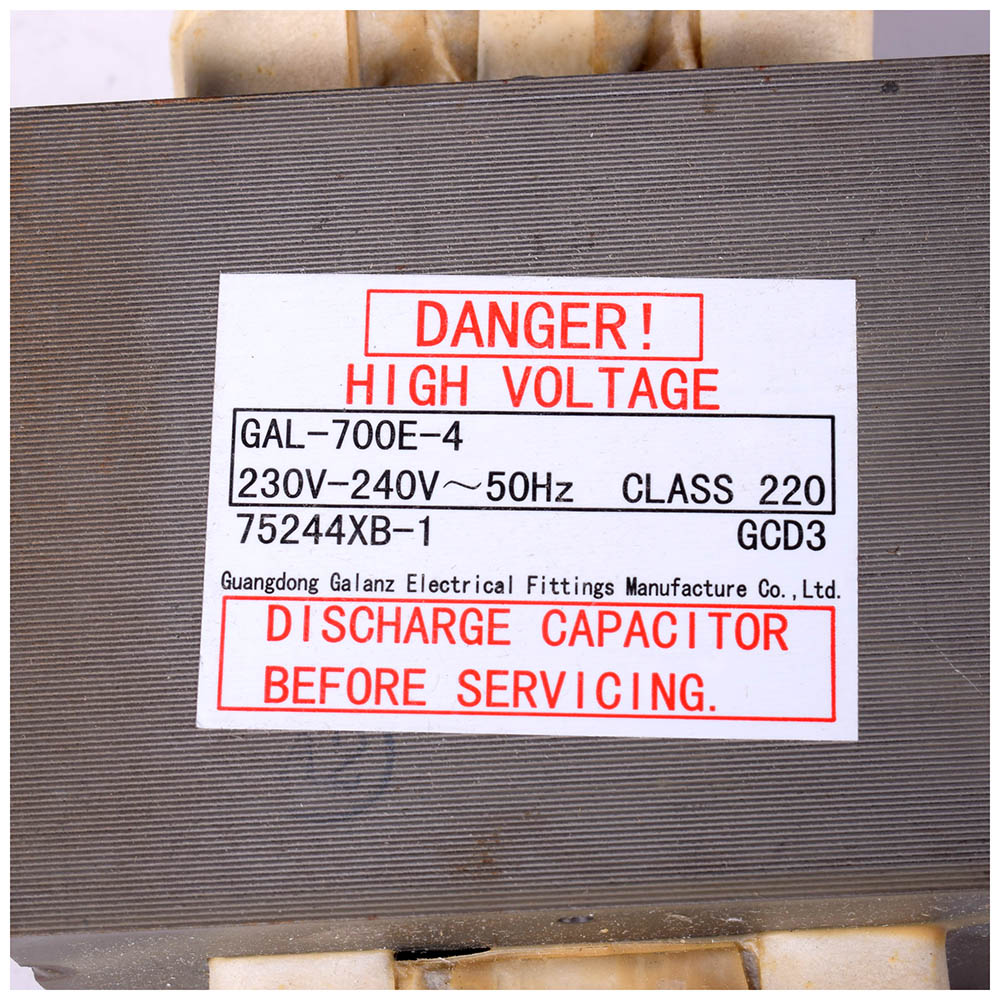 DANGER!
HIGH VOLTAGE
GAL-700E-4
230V-240V～50Hz CLASS 220
75244XB-1 GCD3
Guangdong Galanz Electrical Fittings Manufacture Co.,Ltd.
DISCHARGE CAPACITOR
BEFORE SERVICING.